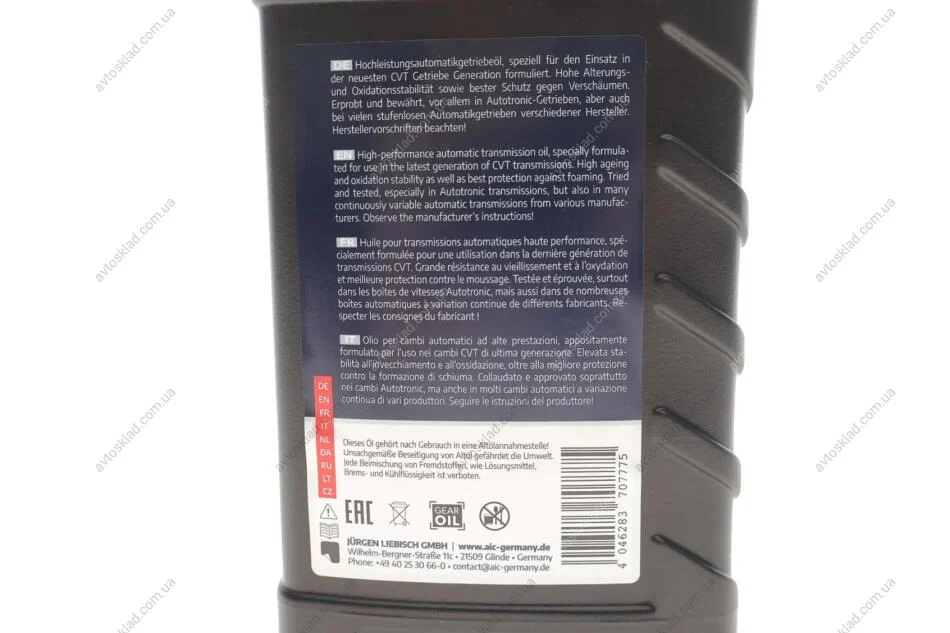 DE Hochleistungsautomatikgetriebeöl, speziell für den Einsatz in
der neuesten CVT Getriebe Generation formuliert. Hohe Alterungs-
und Oxidationsstabilität sowie bester Schutz gegen Verschäumen.
Erprobt und bewährt, vor allem in Autotronic-Getrieben, aber auch
bei vielen stufenlosen Automatikgetrieben verschiedener Hersteller.
Herstellervorschriften beachten!
EN High-performance automatic transmission oil, specially formula-
ted for use in the latest generation of CVT transmissions. High ageing
and oxidation stability as well as best protection against foaming. Tried
and tested, especially in Autotronic transmissions, but also in many
continuously variable automatic transmissions from various manufac-
turers. Observe the manufacturer's instructions!
FR Huile pour transmissions automatiques haute performance, spé-
cialement formulée pour une utilisation dans la dernière génération de
transmissions CVT. Grande résistance au vieillissement et à l'oxydation
et meilleure protection contre le moussage. Testée et éprouvée, surtout
dans les boîtes de vitesses Autotronic, mais aussi dans de nombreuses
boîtes automatiques à variation continue de différents fabricants. Re-
specter les consignes du fabricant !
IT Olio per cambi automatici ad alte prestazioni, appositamente
formulato per l'uso nei cambi CVT di ultima generazione. Elevata sta-
bilità all'invecchiamento e all'ossidazione, oltre alla migliore protezione
contro la formazione di schiuma. Collaudato e approvato soprattutto
nei cambi Autotronic, ma anche in molti cambi automatici a variazione
continua di vari produttori. Seguire le istruzioni del produttore!
DE
EN
FR
IT
NL
DA
RU
LT
CZ
Dieses Öl gehört nach Gebrauch in eine Altölannahmestelle!
Unsachgemäße Beseitigung von Altöl gefährdet die Umwelt.
Jede Beimischung von Fremdstoffen, wie Lösungsmittel,
Brems- und Kühlflüssigkeit ist verboten.
EAC
GEAR
OIL
JÜRGEN LIEBISCH GMBH | www.aic-germany.de
Wilhelm-Bergner-Straße 11c • 21509 Glinde • Germany
Phone: +49 40 25 30 66-0 • contact@aic-germany.de
4 046283 707775
avtosklad.com.ua